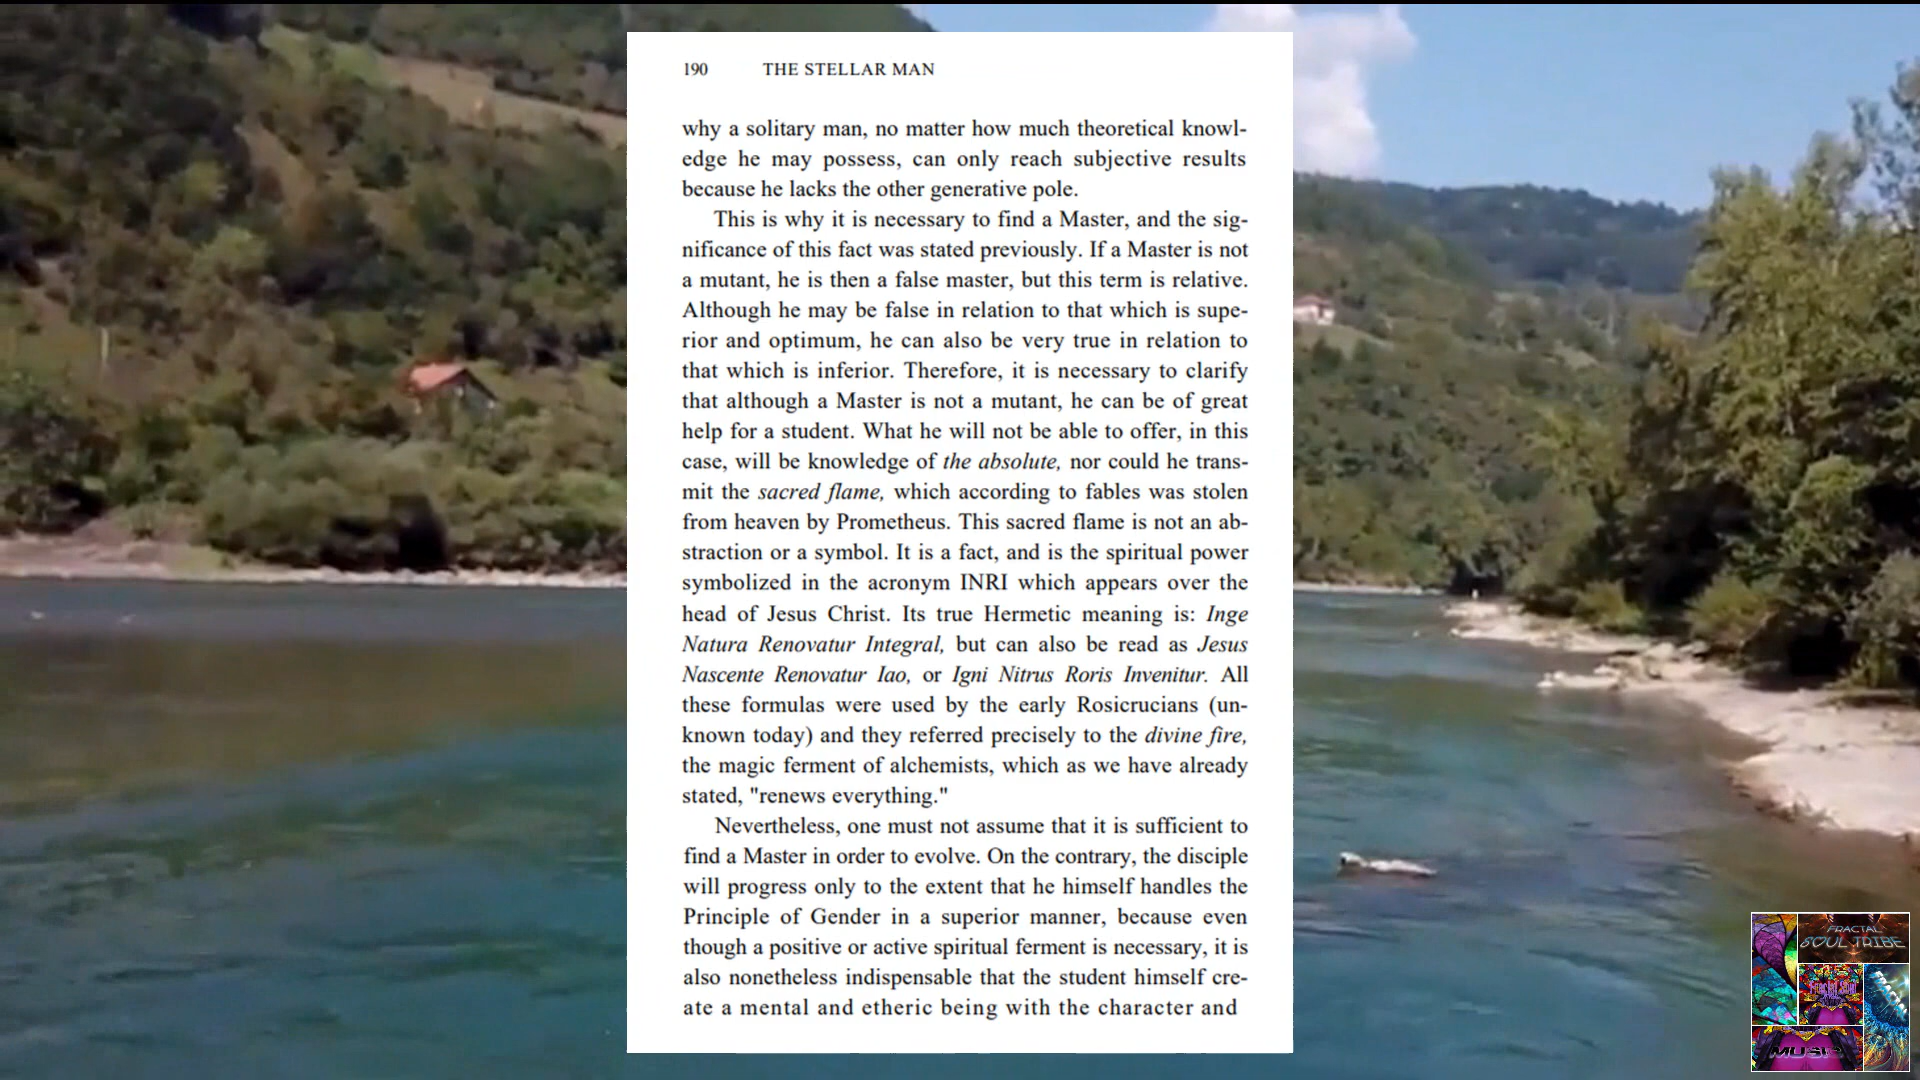 190 THE STELLAR MAN
why a solitary man, no matter how much theoretical knowl-
edge he may possess, can only reach subjective results
because he lacks the other generative pole.
This is why it is necessary to find a Master, and the sig-
nificance of this fact was stated previously. If a Master is not
a mutant, he is then a false master, but this term is relative.
Although he may be false in relation to that which is supe-
rior and optimum, he can also be very true in relation to
that which is inferior. Therefore, it is necessary to clarify
that although a Master is not a mutant, he can be of great
help for a student. What he will not be able to offer, in this
case, will be knowledge of the absolute, nor could he trans-
mit the sacred flame, which according to fables was stolen
from heaven by Prometheus. This sacred flame is not an ab-
straction or a symbol. It is a fact, and is the spiritual power
symbolized in the acronym INRI which appears over the
head of Jesus Christ. Its true Hermetic meaning is: Inge
Natura Renovatur Integral, but can also be read as Jesus
Nascente Renovatur Iao, or Igni Nitrus Roris Invenitur. All
these formulas were used by the early Rosicrucians (un-
known today) and they referred precisely to the divine fire,
the magic ferment of alchemists, which as we have already
stated, "renews everything."
Nevertheless, one must not assume that it is sufficient to
find a Master in order to evolve. On the contrary, the disciple
will progress only to the extent that he himself handles the
Principle of Gender in a superior manner, because even
though a positive or active spiritual ferment is necessary, it is
also nonetheless indispensable that the student himself cre-
ate a mental and etheric being with the character and
FRACTAL
SOUL TRIBE
Fractal Soul
MUSIC